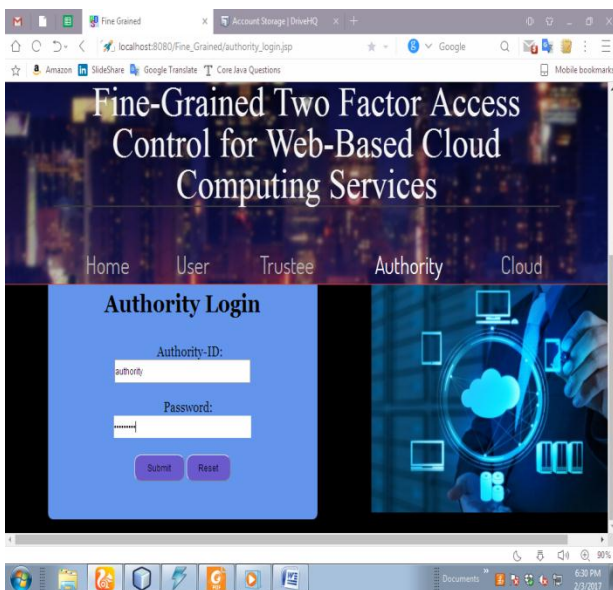 Fine Grained
Account Storage | DriveHQ
localhost:8080/Fine_Grained/authority_login.jsp
Google
Amazon
SlideShare
Google Translate
Core Java Questions
Mobile bookmarks
Fine-Grained Two Factor Access
Control for Web-Based Cloud
Computing Services
Home User Trustee Authority Cloud
Authority Login
Authority-ID:
authority
Password:
Submit Reset
90%
Documents
6:30 PM
2/3/2017